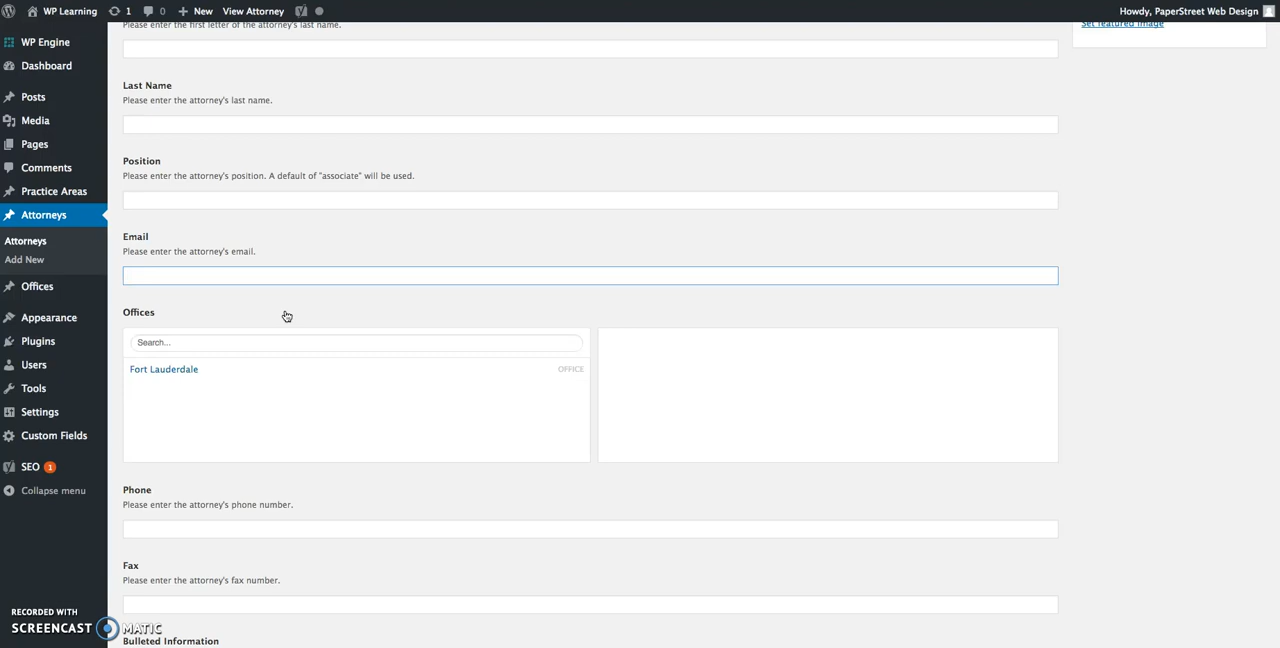 WP Learning 1 0 New View Attorney Howdy, PaperStreet Web Design
Please enter the first letter of the attorney's last name.
Set featured image
WP Engine
Dashboard
Posts
Media
Pages
Comments
Practice Areas
Attorneys
Attorneys
Add New
Offices
Appearance
Plugins
Users
Tools
Settings
Custom Fields
SEO 1
Collapse menu
Last Name
Please enter the attorney's last name.
Position
Please enter the attorney's position. A default of "associate" will be used.
Email
Please enter the attorney's email.
Offices
Search...
Fort Lauderdale OFFICE
Phone
Please enter the attorney's phone number.
Fax
Please enter the attorney's fax number.
Bulleted Information
RECORDED WITH
SCREENCAST MATIC